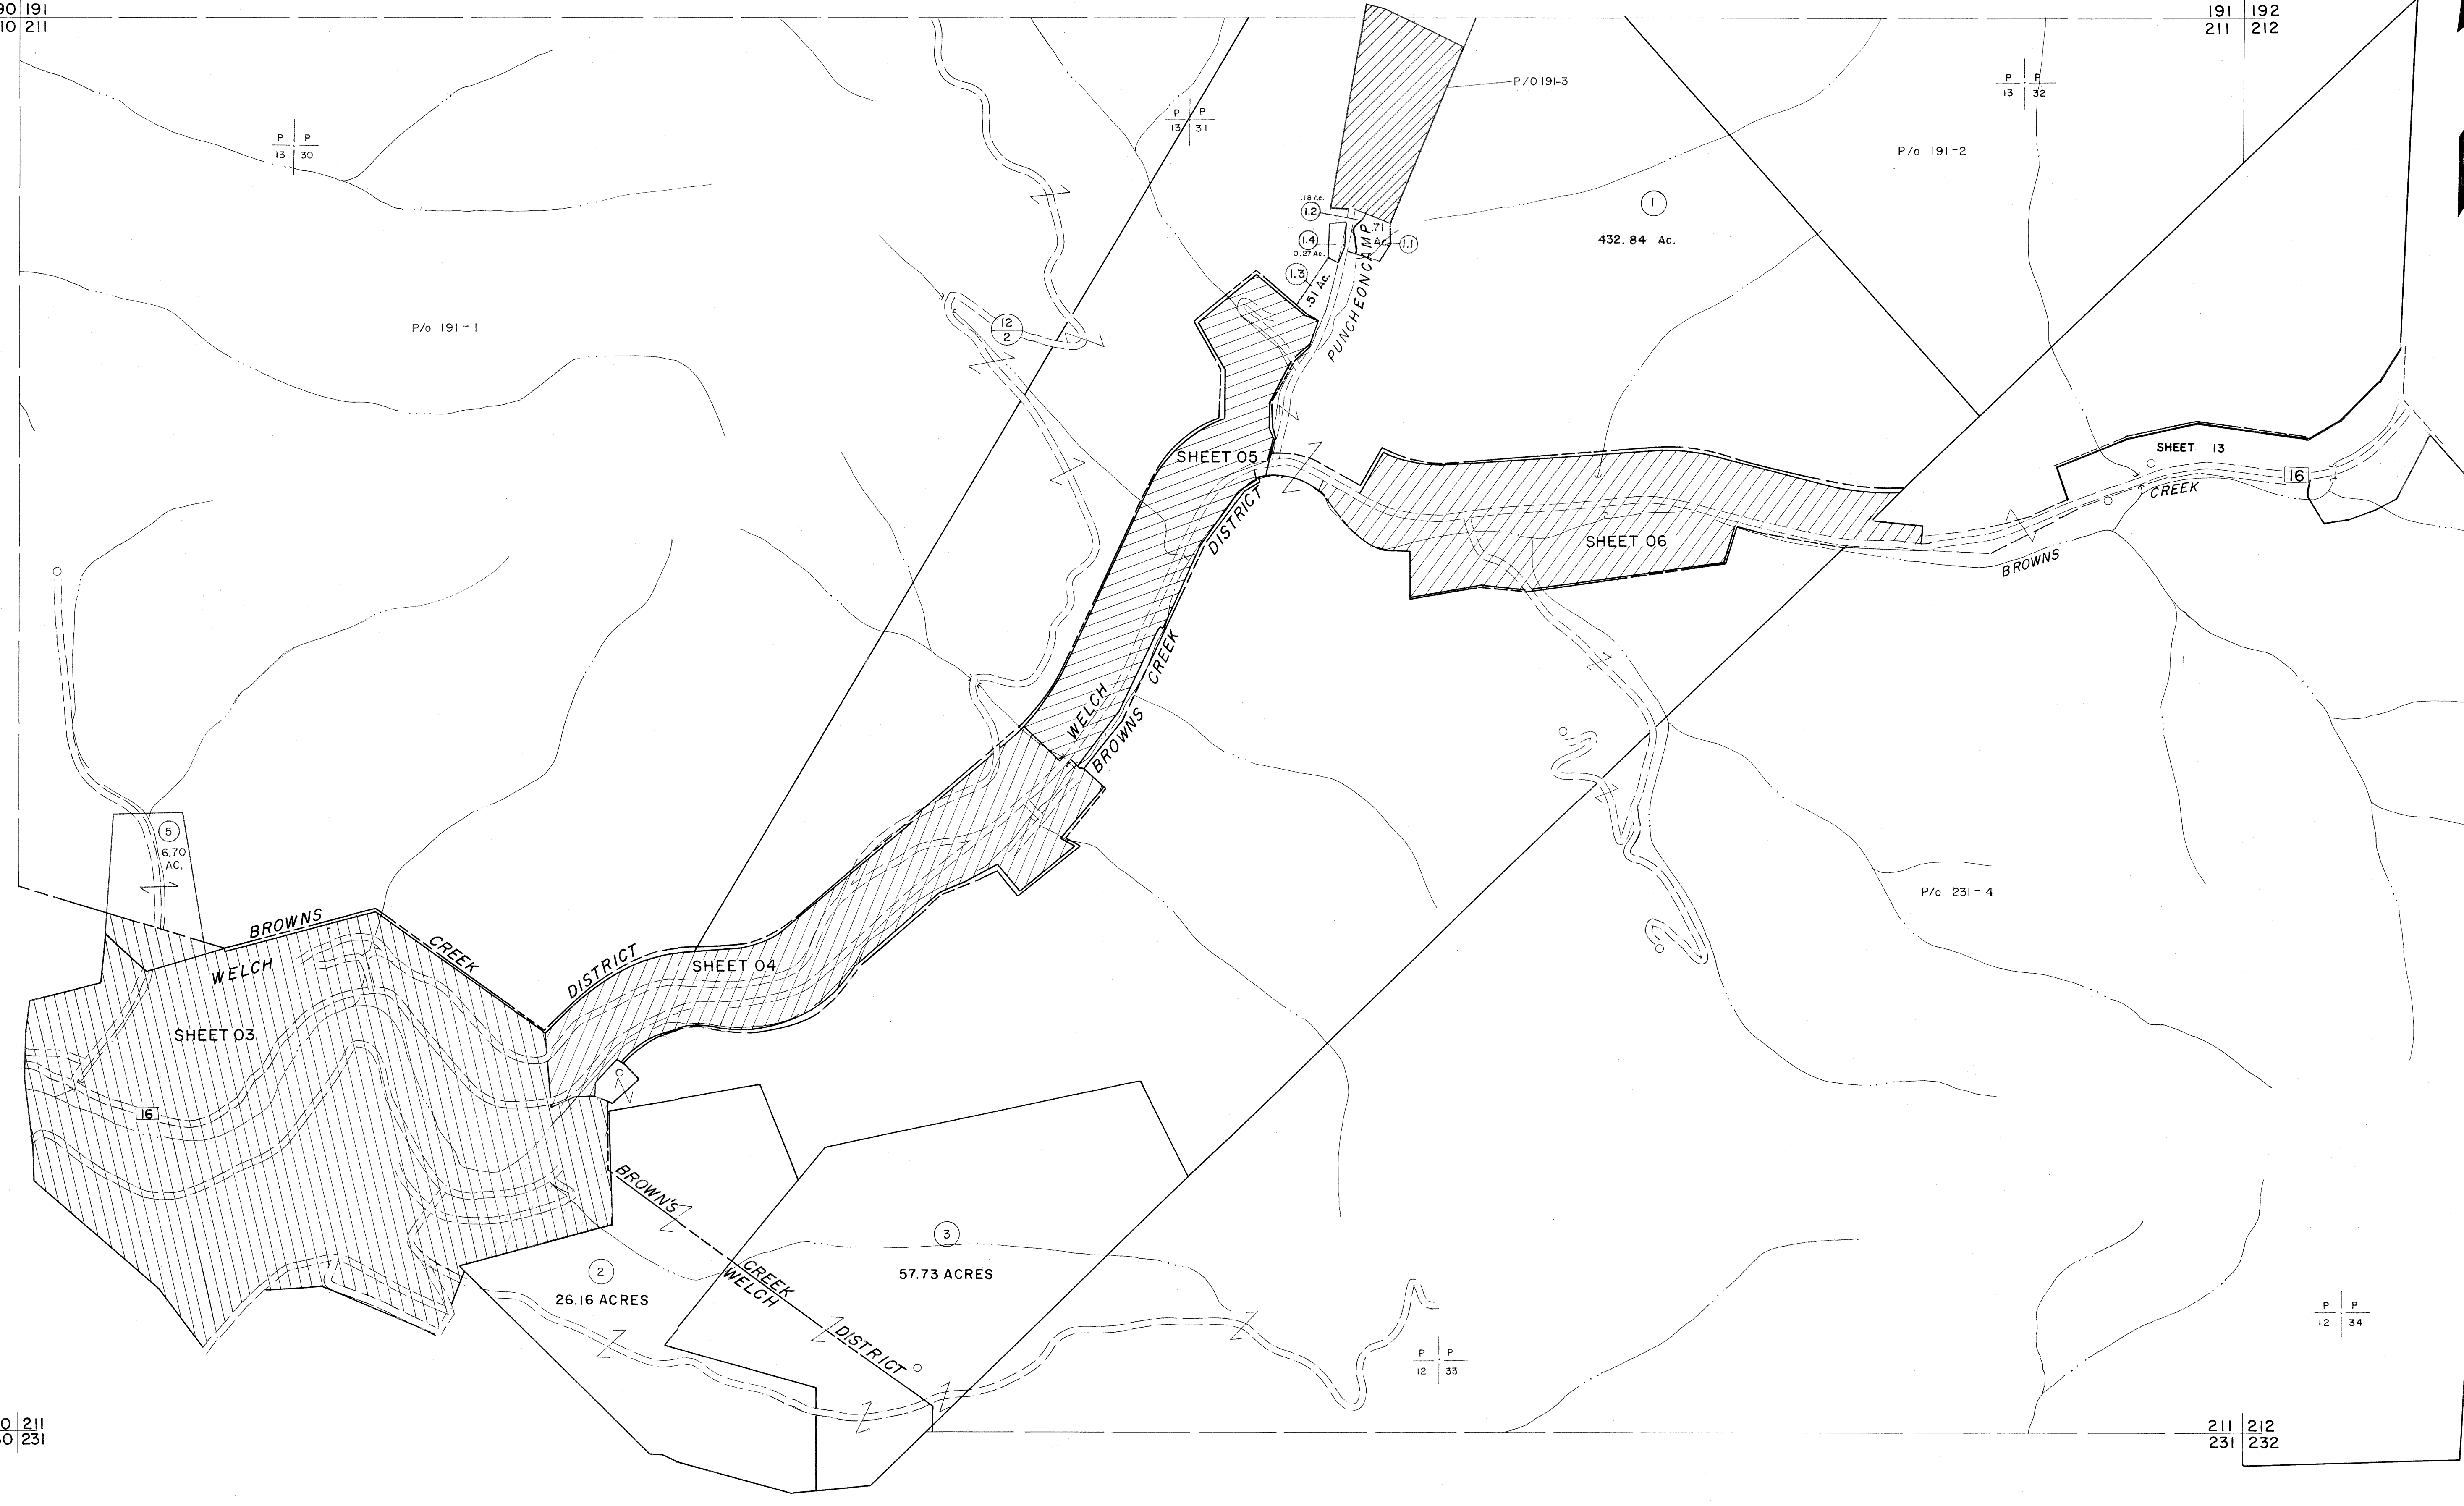 90 191
10 211
191 192
211 212
P P
13 30
P P
13 31
P/O 191-3
P P
13 32
P/o 191-2
.18 Ac.
1.2
.71
Ac.
1.1
1.4
0.27 Ac.
1.3
.51 Ac.
PUNCHEONCAMP
1
432.84 Ac.
P/o 191-1
12
2
SHEET 05
SHEET 13
16
CREEK
BROWNS
SHEET 06
DISTRICT
CREEK
BROWNS
WELCH
5
6.70
AC.
BROWNS
CREEK
DISTRICT
WELCH
SHEET 04
SHEET 03
16
P/o 231-4
BROWN'S
CREEK
WELCH
DISTRICT
2
26.16 ACRES
3
57.73 ACRES
P P
12 33
P P
12 34
0 211
0 231
211 212
231 232